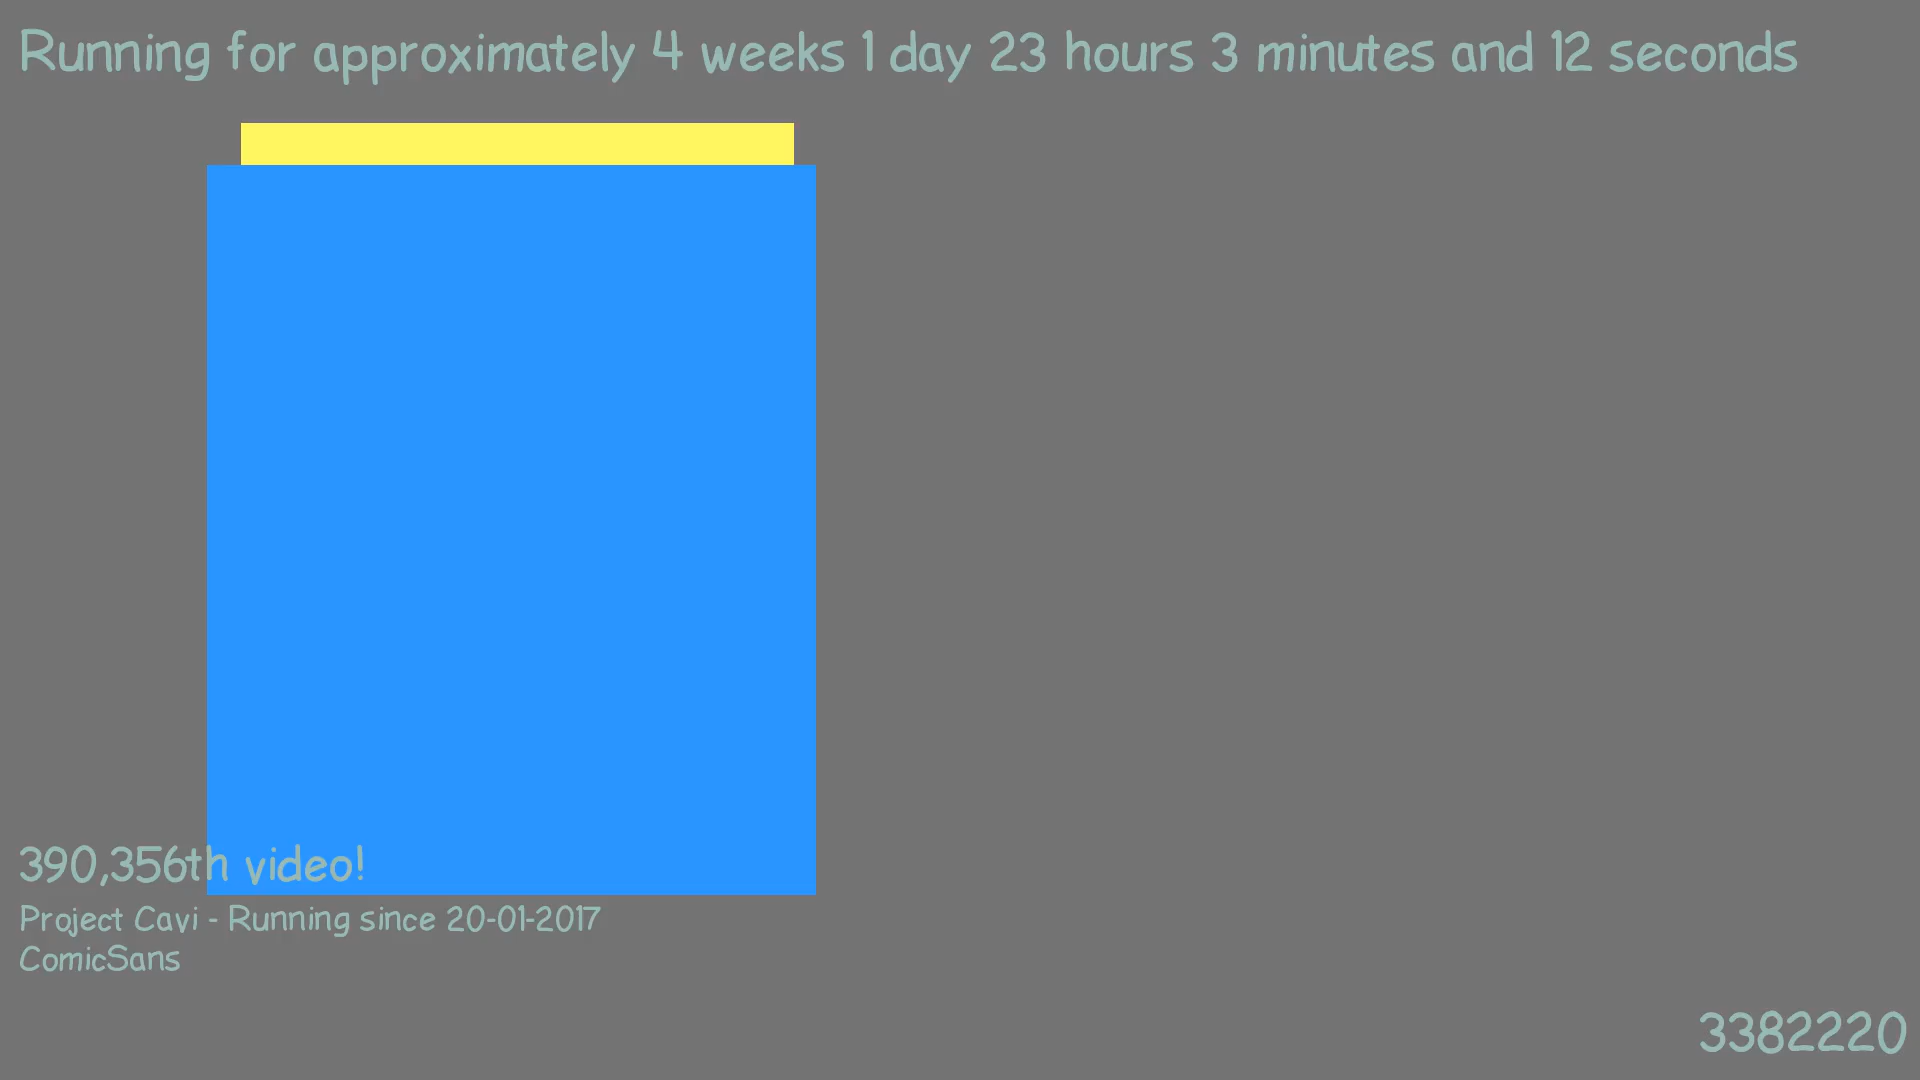 Running for approximately 4 weeks 1 day 23 hours 3 minutes and 12 seconds
390,356th video!
Project Cavi - Running since 20-01-2017
ComicSans
3382220